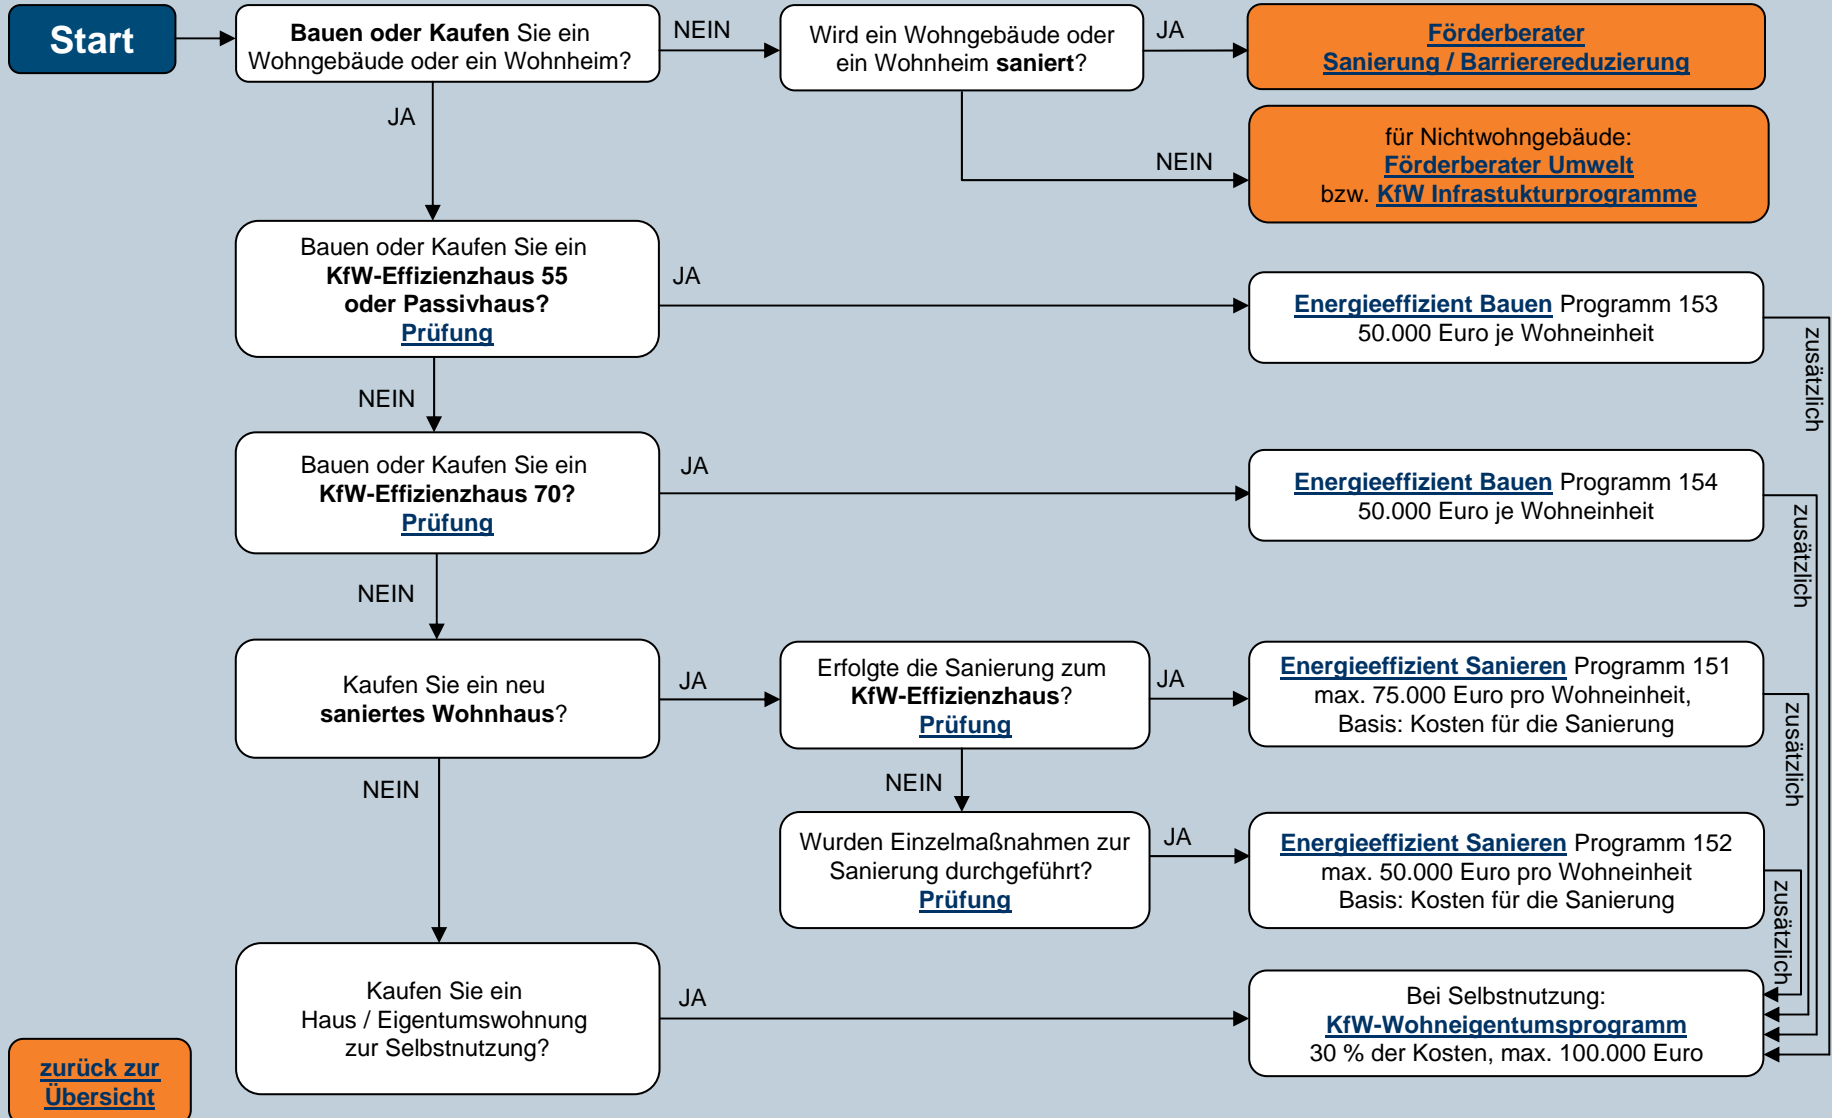 Start
Bauen oder Kaufen Sie ein
Wohngebäude oder ein Wohnheim?
NEIN
Wird ein Wohngebäude oder
ein Wohnheim saniert?
JA
Förderberater
Sanierung / Barrierereduzierung
JA
NEIN
für Nichtwohngebäude:
Förderberater Umwelt
bzw. KfW Infrastukturprogramme
Bauen oder Kaufen Sie ein
KfW-Effizienzhaus 55
oder Passivhaus?
Prüfung
JA
Energieeffizient Bauen Programm 153
50.000 Euro je Wohneinheit
zusätzlich
NEIN
Bauen oder Kaufen Sie ein
KfW-Effizienzhaus 70?
Prüfung
JA
Energieeffizient Bauen Programm 154
50.000 Euro je Wohneinheit
zusätzlich
NEIN
Kaufen Sie ein neu
saniertes Wohnhaus?
JA
Erfolgte die Sanierung zum
KfW-Effizienzhaus?
Prüfung
JA
Energieeffizient Sanieren Programm 151
max. 75.000 Euro pro Wohneinheit,
Basis: Kosten für die Sanierung
zusätzlich
NEIN
NEIN
Wurden Einzelmaßnahmen zur
Sanierung durchgeführt?
Prüfung
JA
Energieeffizient Sanieren Programm 152
max. 50.000 Euro pro Wohneinheit
Basis: Kosten für die Sanierung
zusätzlich
Kaufen Sie ein
Haus / Eigentumswohnung
zur Selbstnutzung?
JA
Bei Selbstnutzung:
KfW-Wohneigentumsprogramm
30 % der Kosten, max. 100.000 Euro
zurück zur
Übersicht